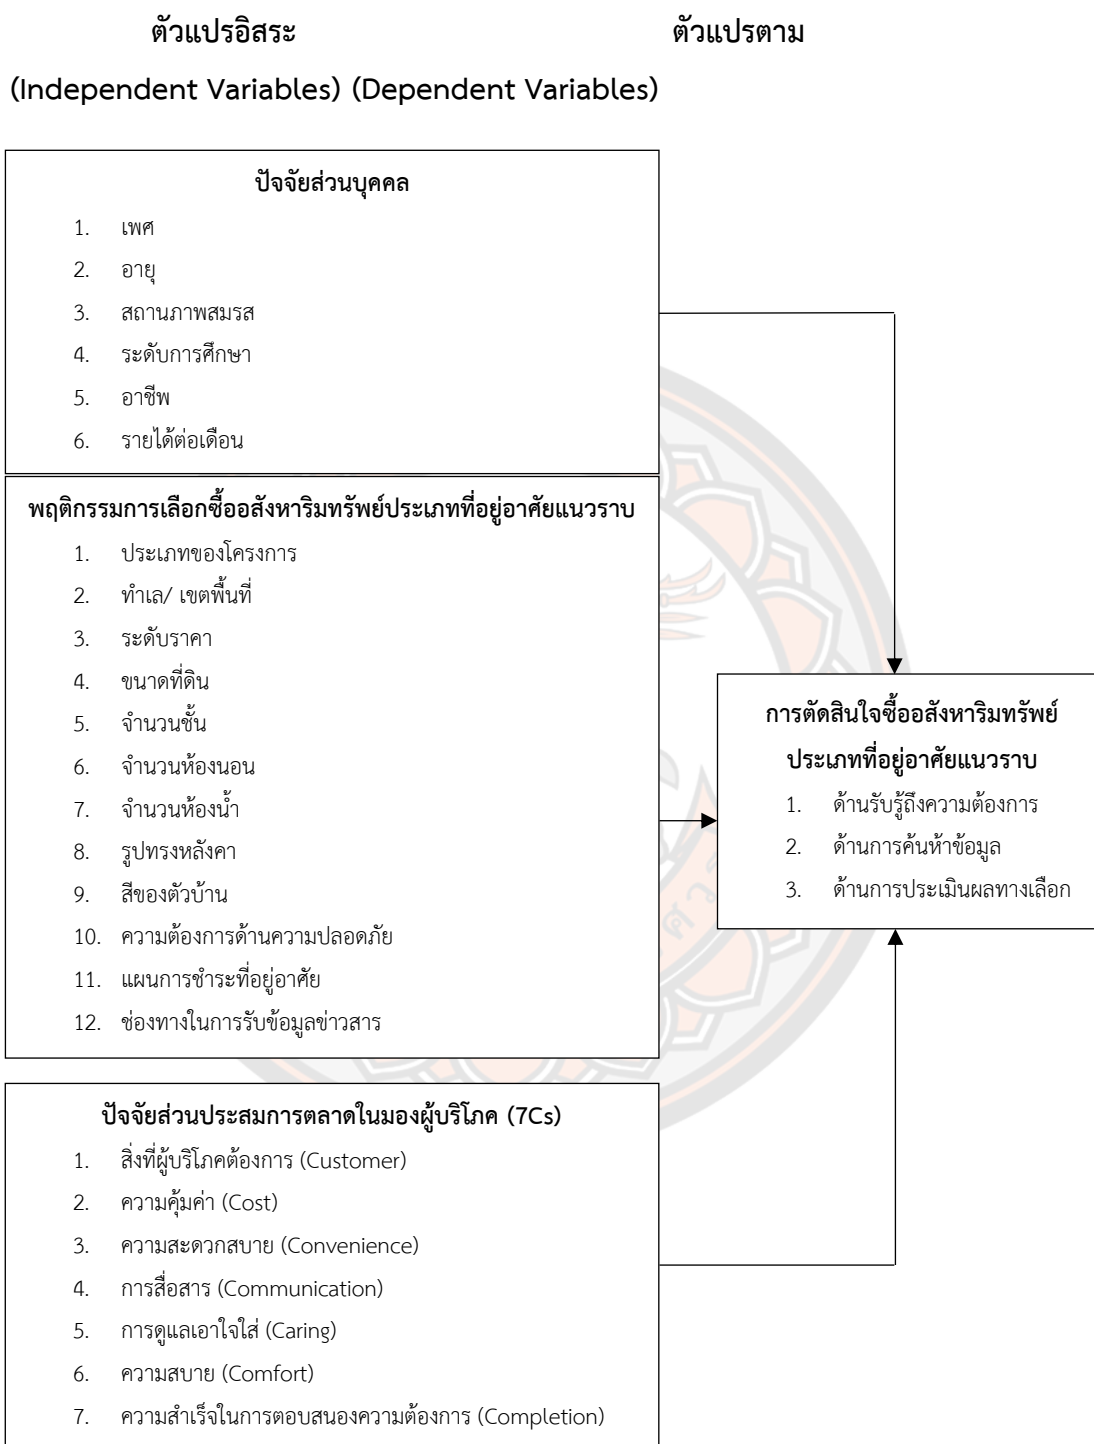 ตัวแปรอิสระ ตัวแปรตาม
(Independent Variables) (Dependent Variables)
ปัจจัยส่วนบุคคล
1. เพศ
2. อายุ
3. สถานภาพสมรส
4. ระดับการศึกษา
5. อาชีพ
6. รายได้ต่อเดือน
พฤติกรรมการเลือกซื้ออสังหาริมทรัพย์ประเภทที่อยู่อาศัยแนวราบ
1. ประเภทของโครงการ
2. ทำเล/ เขตพื้นที่
3. ระดับราคา
4. ขนาดที่ดิน
5. จำนวนชั้น
6. จำนวนห้องนอน
7. จำนวนห้องน้ำ
8. รูปทรงหลังคา
9. สีของตัวบ้าน
10. ความต้องการด้านความปลอดภัย
11. แผนการชำระที่อยู่อาศัย
12. ช่องทางในการรับข้อมูลข่าวสาร
การตัดสินใจซื้ออสังหาริมทรัพย์
ประเภทที่อยู่อาศัยแนวราบ
1. ด้านรับรู้ถึงความต้องการ
2. ด้านการค้นห้าข้อมูล
3. ด้านการประเมินผลทางเลือก
ปัจจัยส่วนประสมการตลาดในมองผู้บริโภค (7Cs)
1. สิ่งที่ผู้บริโภคต้องการ (Customer)
2. ความคุ้มค่า (Cost)
3. ความสะดวกสบาย (Convenience)
4. การสื่อสาร (Communication)
5. การดูแลเอาใจใส่ (Caring)
6. ความสบาย (Comfort)
7. ความสำเร็จในการตอบสนองความต้องการ (Completion)